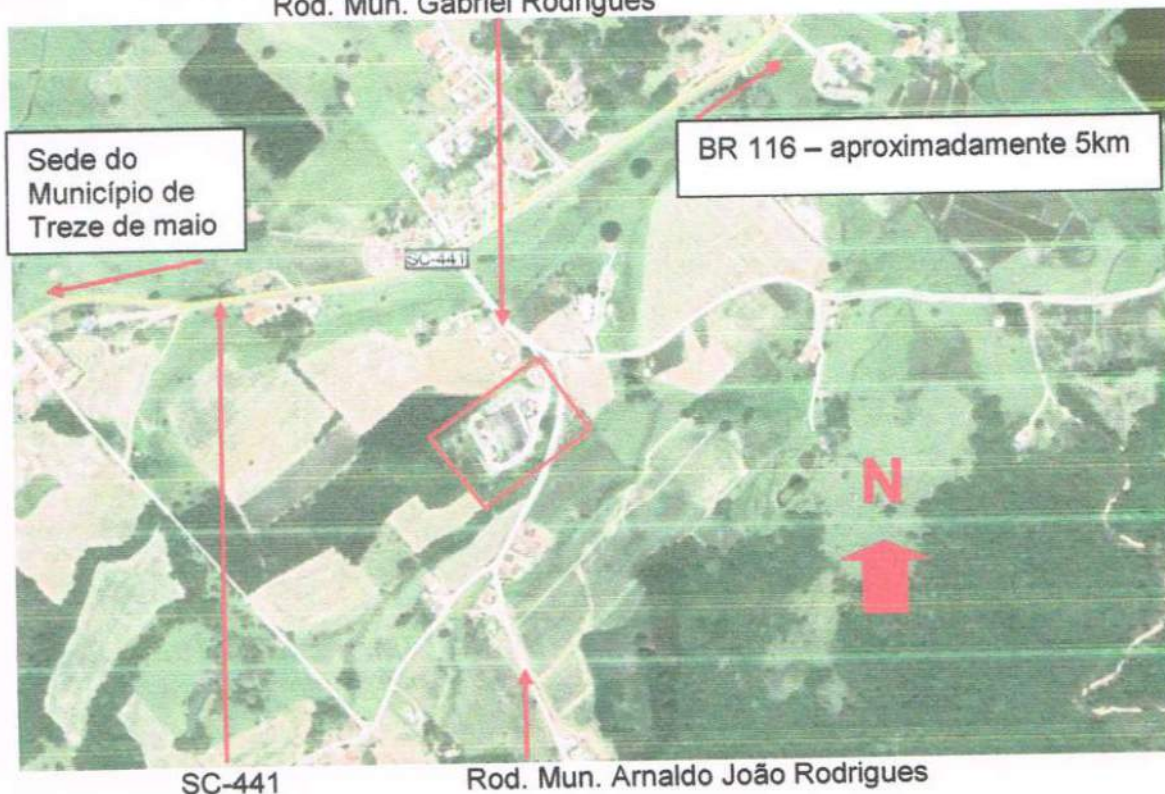 Rod. Mun. Gabriel Rodrigues
Sede do
Município de
Treze de maio
BR 116 – aproximadamente 5km
SC-441
N
SC-441
Rod. Mun. Arnaldo João Rodrigues